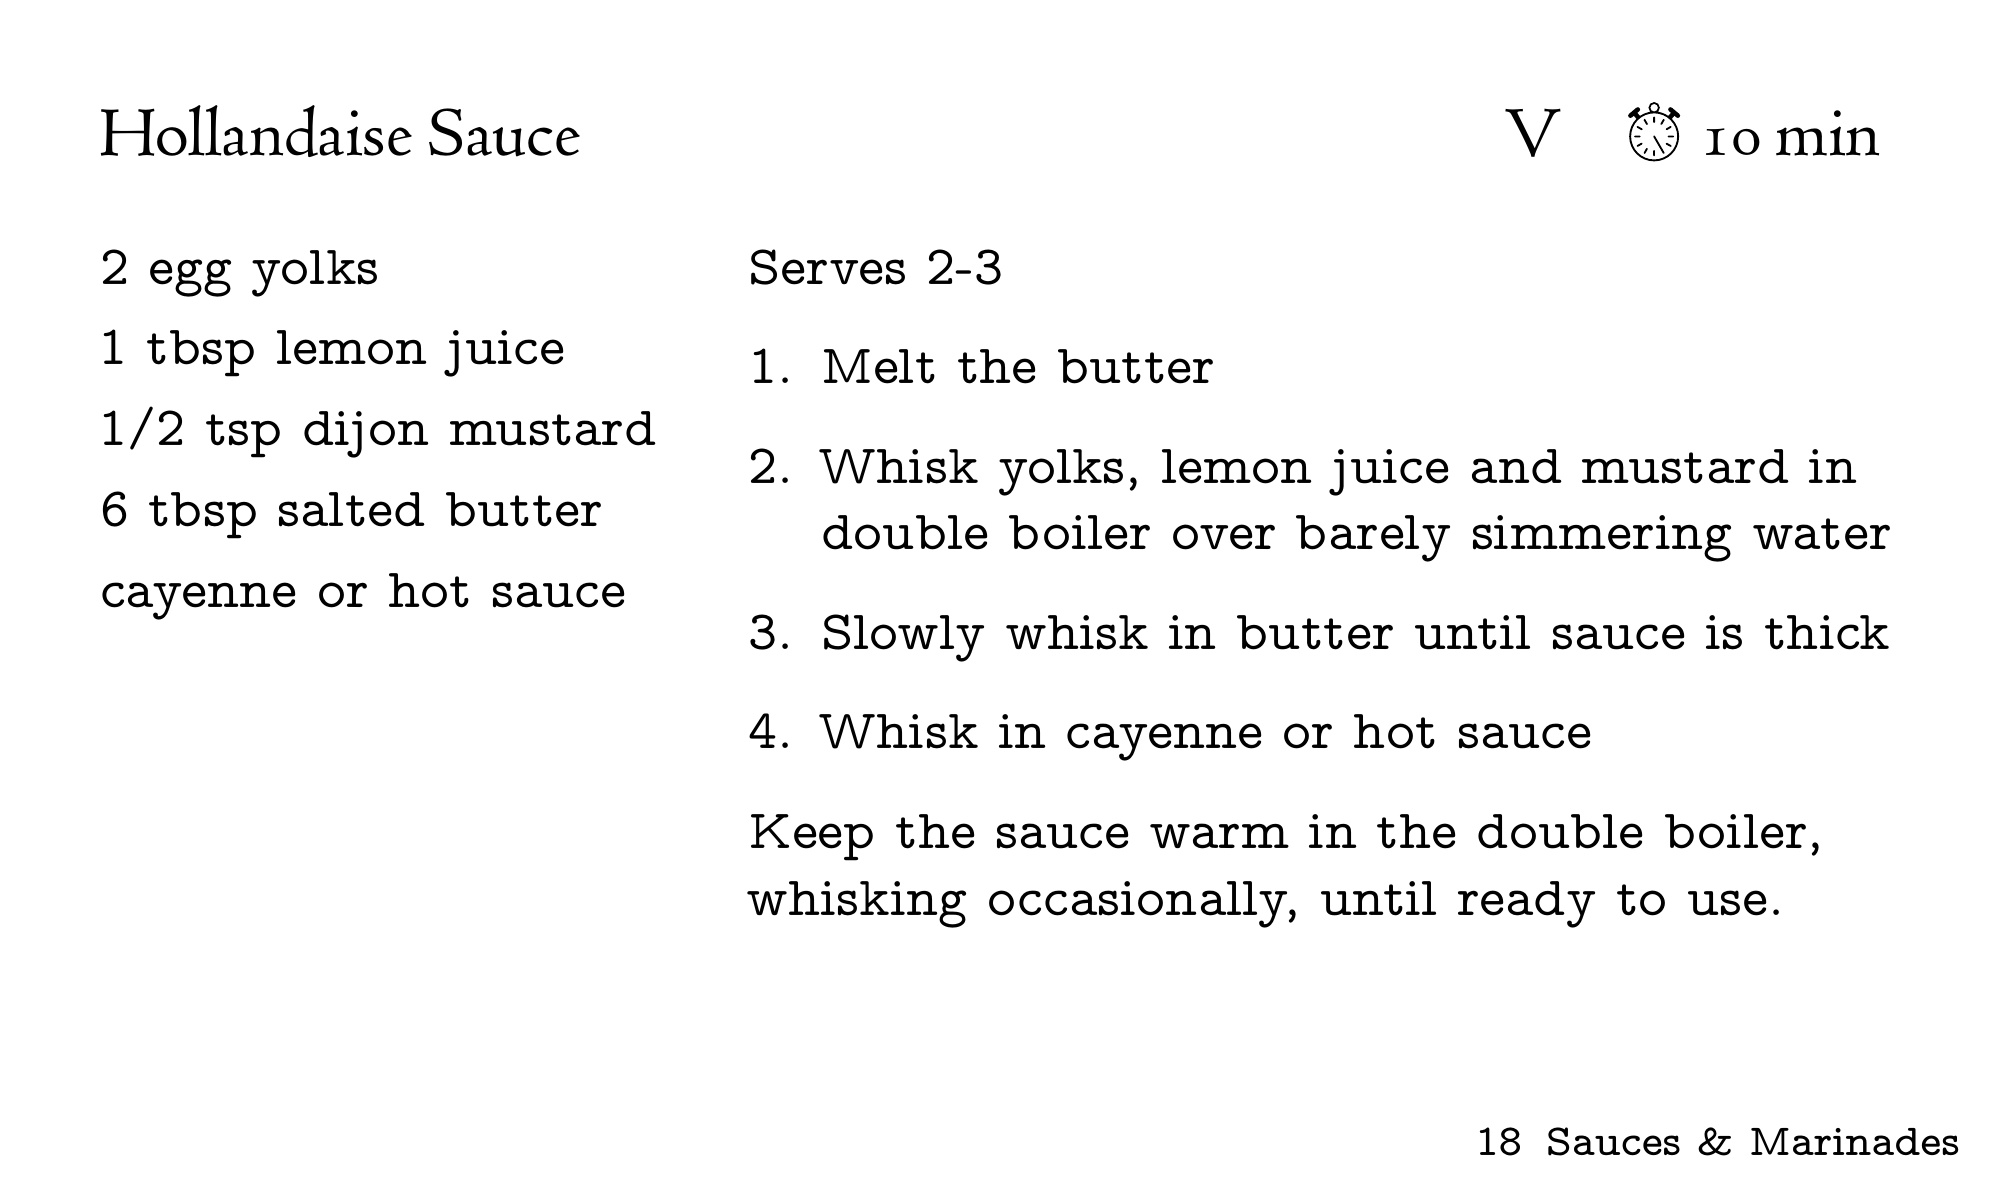 Hollandaise Sauce
V 10 min
2 egg yolks
1 tbsp lemon juice
1/2 tsp dijon mustard
6 tbsp salted butter
cayenne or hot sauce
Serves 2-3
1. Melt the butter
2. Whisk yolks, lemon juice and mustard in
double boiler over barely simmering water
3. Slowly whisk in butter until sauce is thick
4. Whisk in cayenne or hot sauce
Keep the sauce warm in the double boiler,
whisking occasionally, until ready to use.
18 Sauces & Marinades